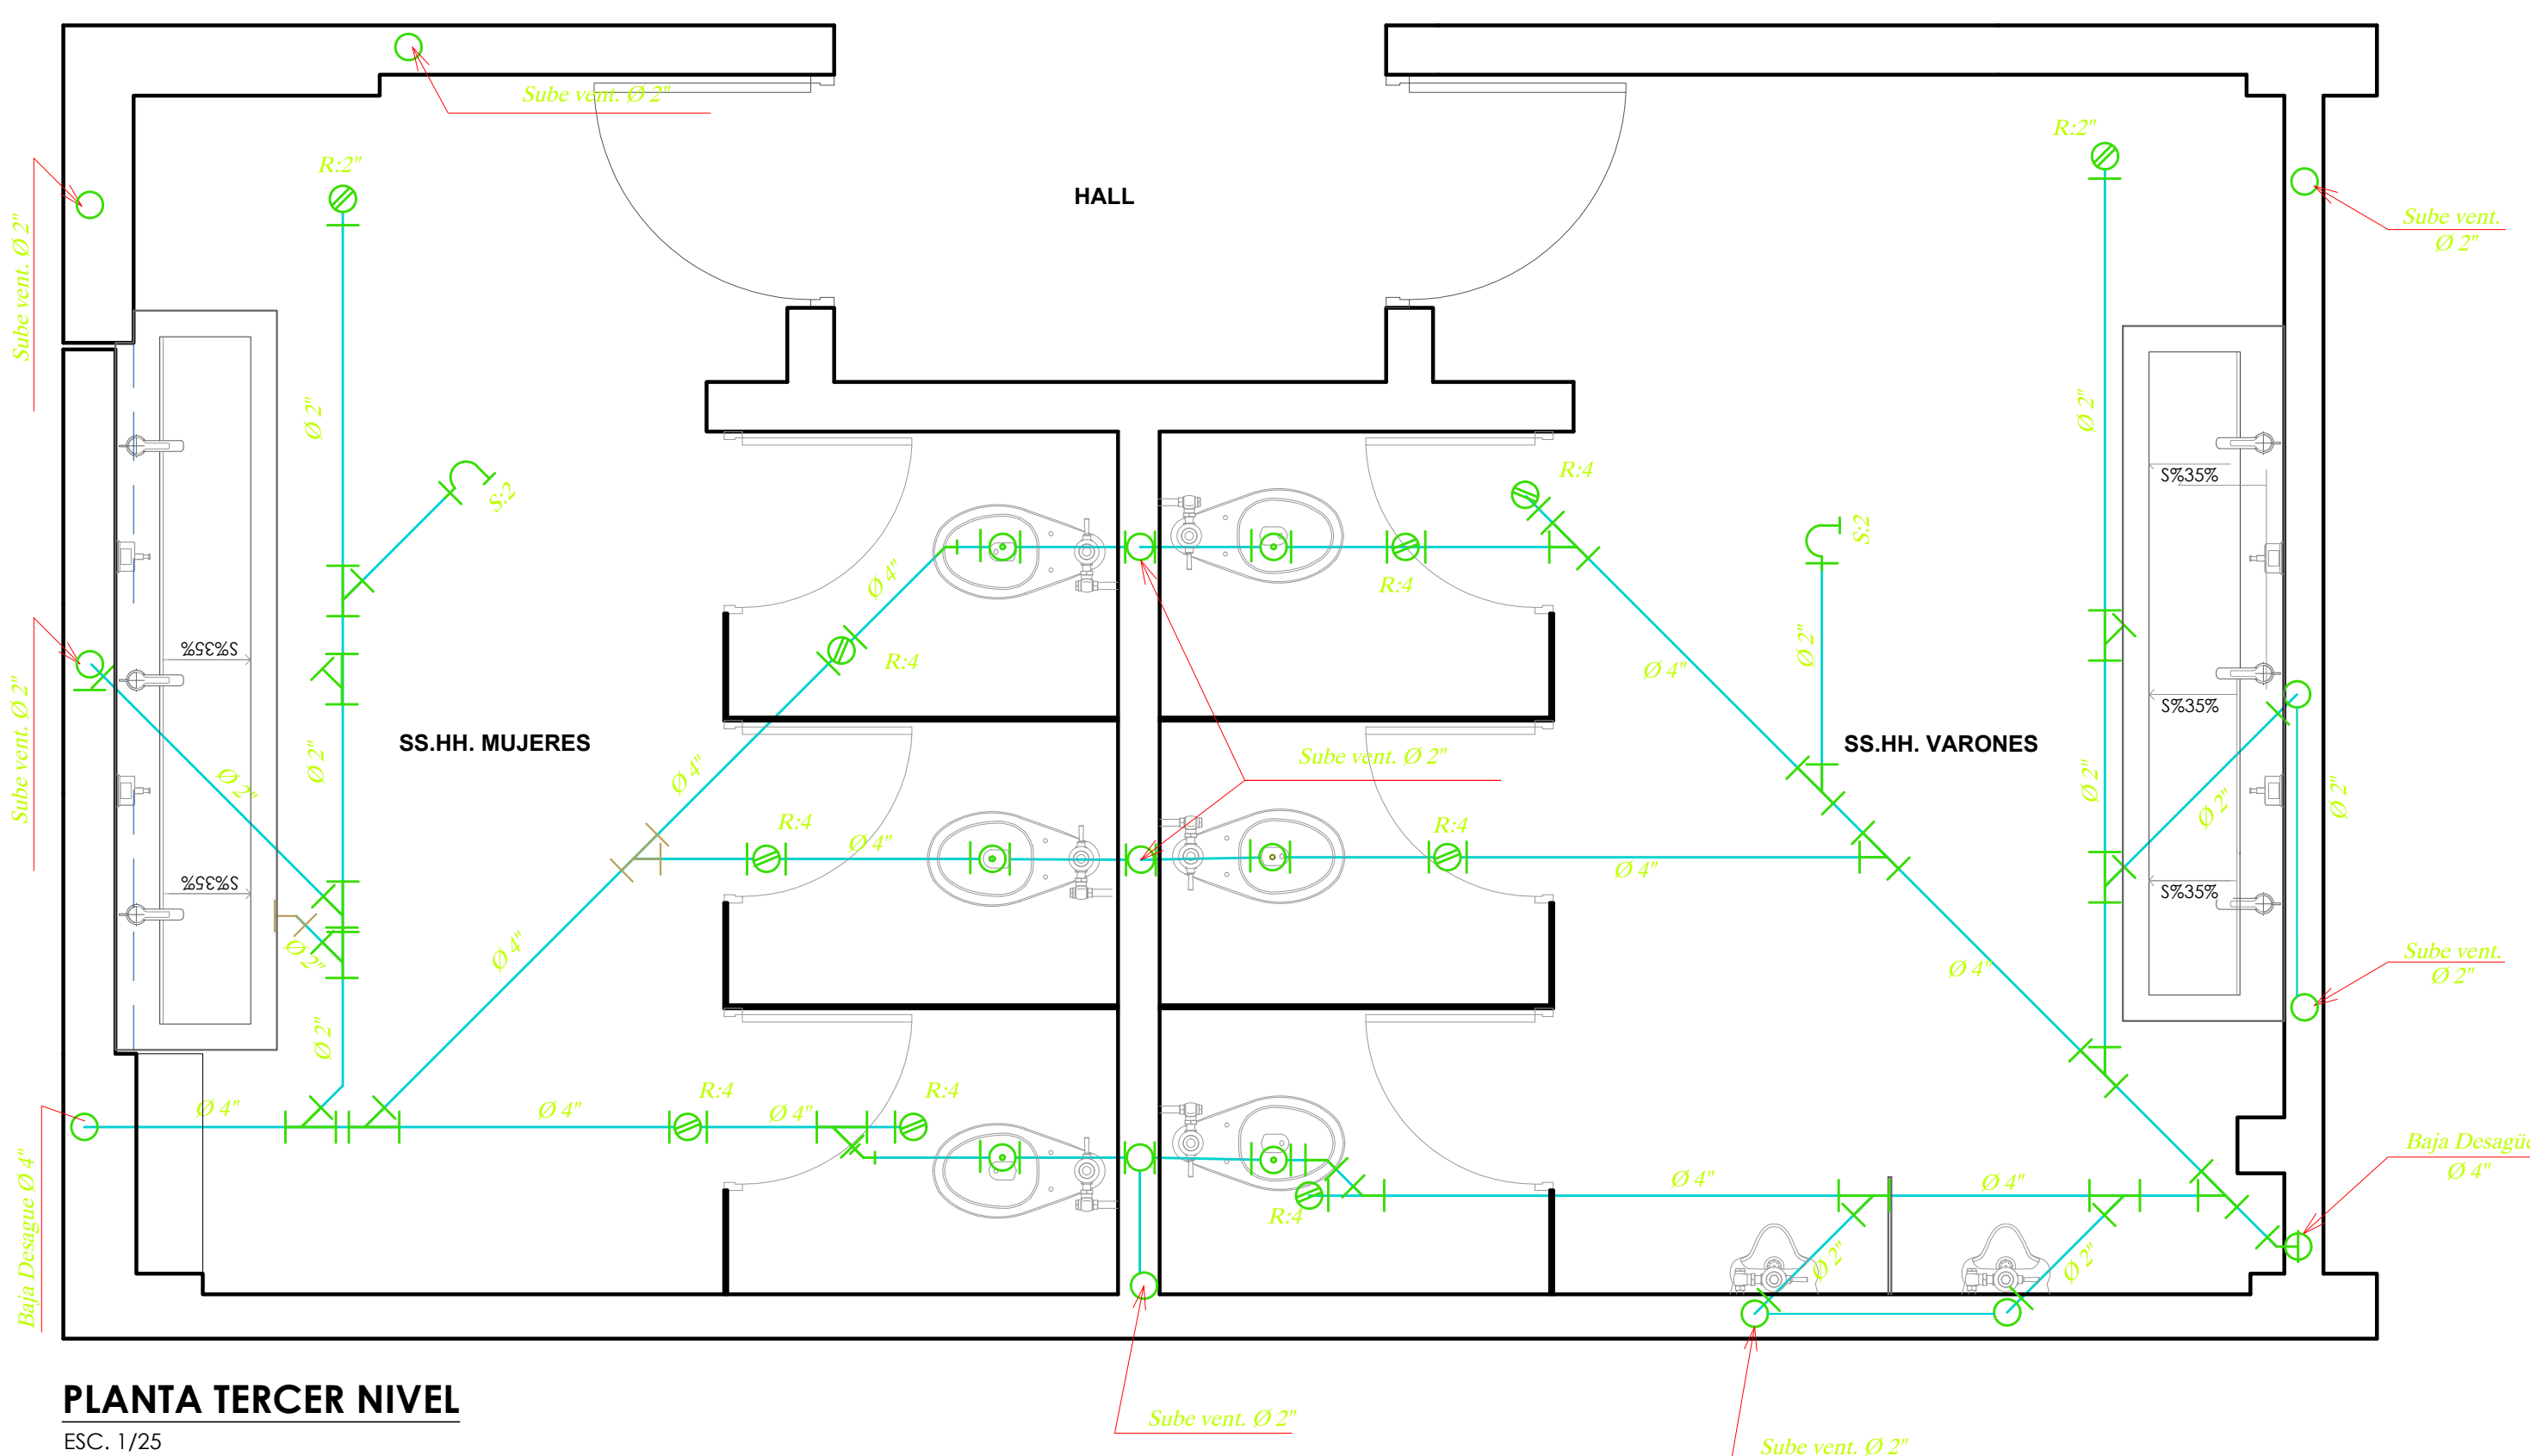 Sube vent. Ø 2"
R:2"
R:2"
HALL
Sube vent.
Ø 2"
Sube vent. Ø 2"
Ø 2"
Ø 2"
S:2
R:4
S%35%
S:2
Ø 4"
R:4
Ø 2"
S%35%
R:4
Ø 4"
S%35%
SS.HH. MUJERES
SS.HH. VARONES
Sube vent. Ø 2"
Sube vent. Ø 2"
Ø 2"
Ø 2"
Ø 4"
Ø 2"
Ø 2"
Ø 2"
R:4
Ø 4"
R:4
Ø 4"
S%35%
S%35%
Ø 2"
Ø 4"
Ø 4"
Sube vent.
Ø 2"
Ø 2"
Ø 4"
Ø 4"
R:4
Ø 4"
R:4
Baja Desagüe
Ø 4"
Baja Desague Ø 4"
R:4
Ø 4"
Ø 4"
Ø 2"
Ø 2"
PLANTA TERCER NIVEL
ESC. 1/25
Sube vent. Ø 2"
Sube vent. Ø 2"